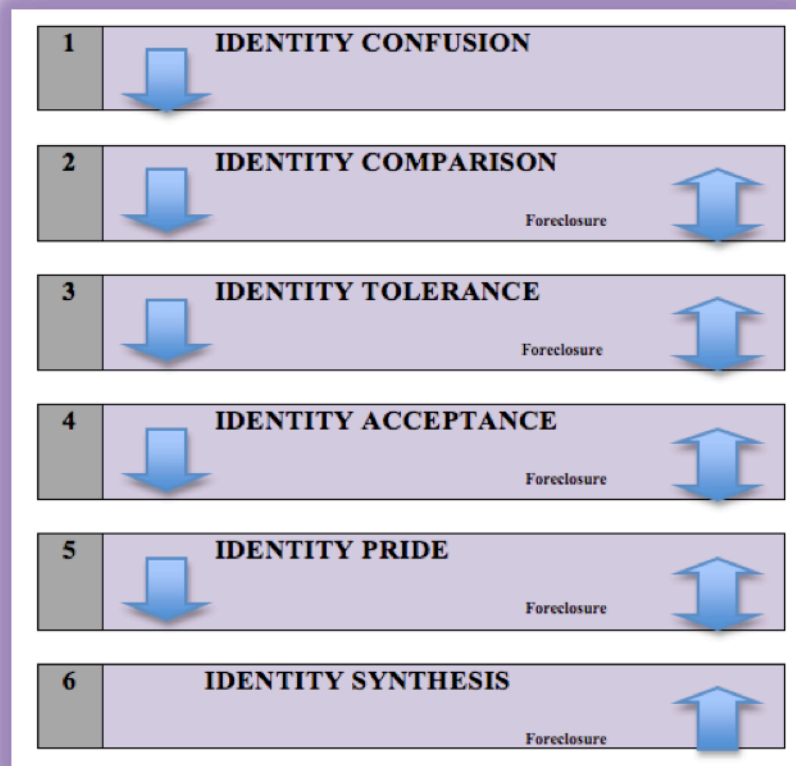 1 IDENTITY CONFUSION
2 IDENTITY COMPARISON
Foreclosure
3 IDENTITY TOLERANCE
Foreclosure
4 IDENTITY ACCEPTANCE
Foreclosure
5 IDENTITY PRIDE
Foreclosure
6 IDENTITY SYNTHESIS
Foreclosure